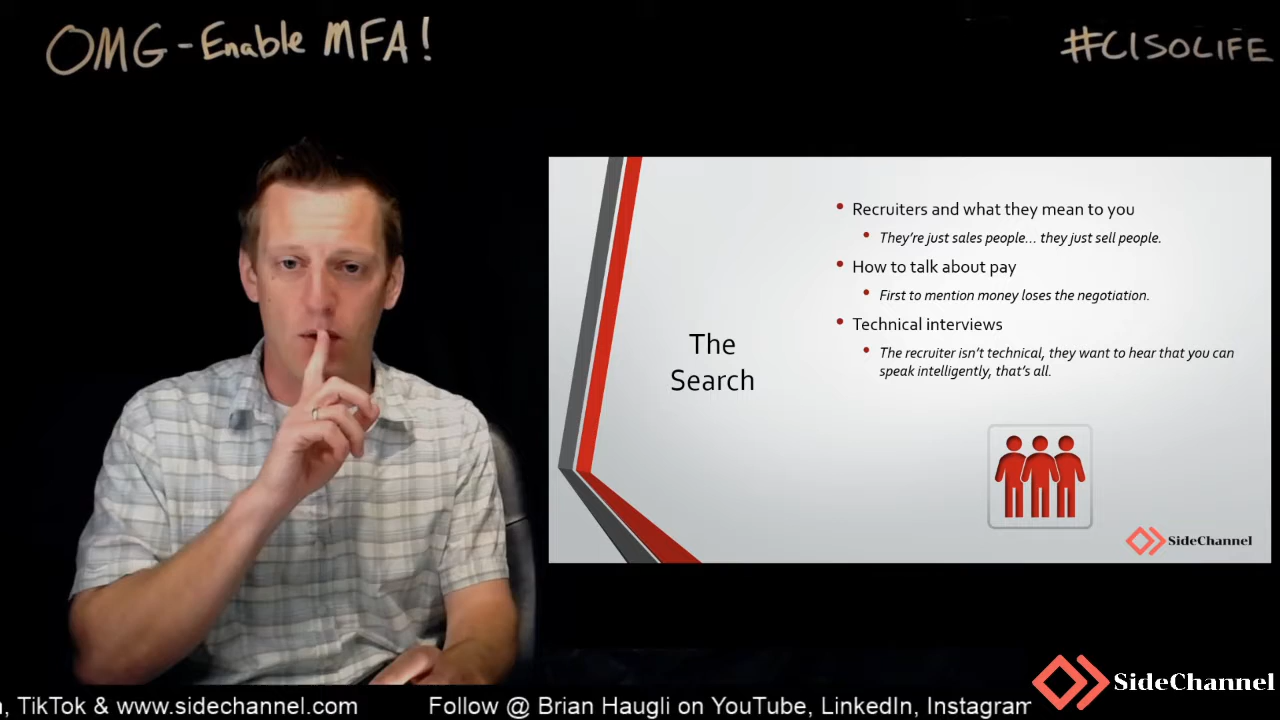 OMG - Enable MFA!
#CISOLIFE
The
Search
• Recruiters and what they mean to you
• They're just sales people... they just sell people.
• How to talk about pay
• First to mention money loses the negotiation.
• Technical interviews
• The recruiter isn't technical, they want to hear that you can
speak intelligently, that's all.
SideChannel
, TikTok & www.sidechannel.com Follow @ Brian Haugli on YouTube, LinkedIn, Instagram
SideChannel